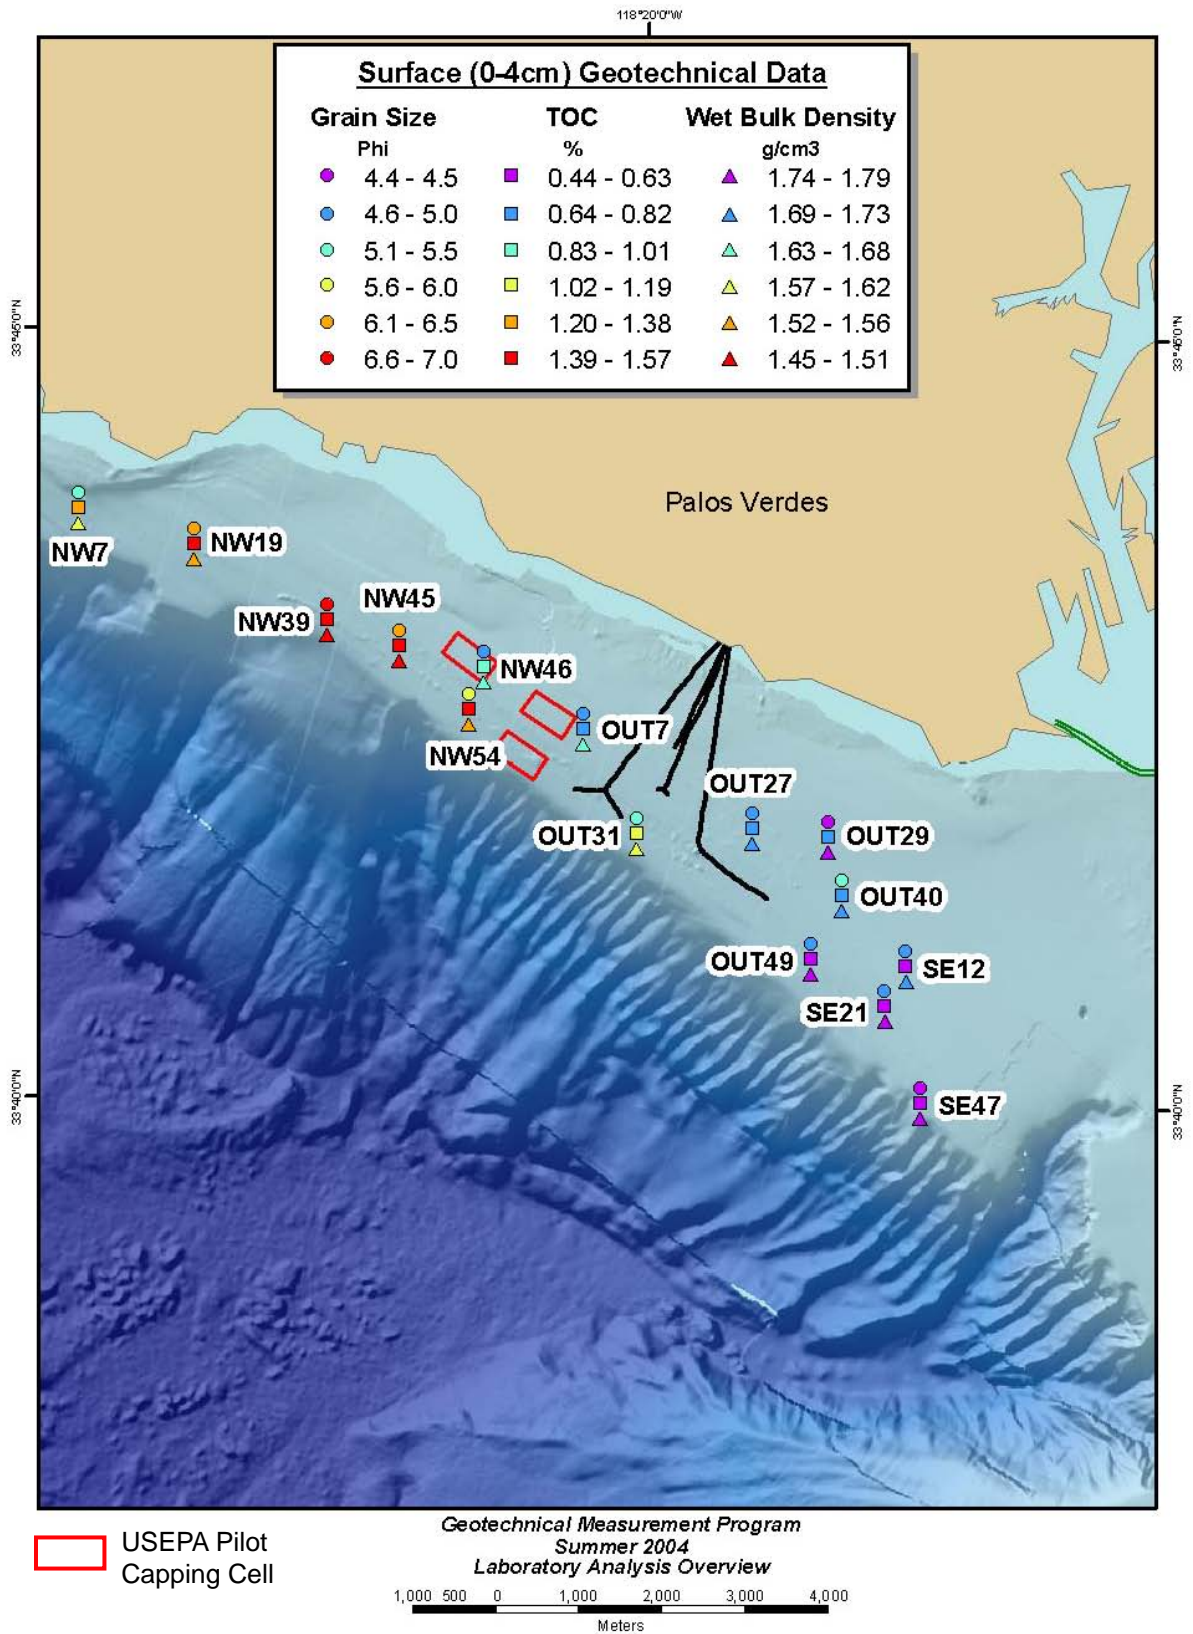 118°20'0"W
Surface (0-4cm) Geotechnical Data
Grain Size TOC Wet Bulk Density
Phi % g/cm3
4.4 - 4.5 0.44 - 0.63 1.74 - 1.79
4.6 - 5.0 0.64 - 0.82 1.69 - 1.73
5.1 - 5.5 0.83 - 1.01 1.63 - 1.68
5.6 - 6.0 1.02 - 1.19 1.57 - 1.62
6.1 - 6.5 1.20 - 1.38 1.52 - 1.56
6.6 - 7.0 1.39 - 1.57 1.45 - 1.51
33°45'0"N
33°45'0"N
Palos Verdes
NW7
NW19
NW39
NW45
NW46
NW54
OUT7
OUT27
OUT31
OUT29
OUT40
OUT49
SE12
SE21
SE47
33°40'0"N
33°40'0"N
USEPA Pilot
Capping Cell
Geotechnical Measurement Program
Summer 2004
Laboratory Analysis Overview
1,000 500 0 1,000 2,000 3,000 4,000
Meters